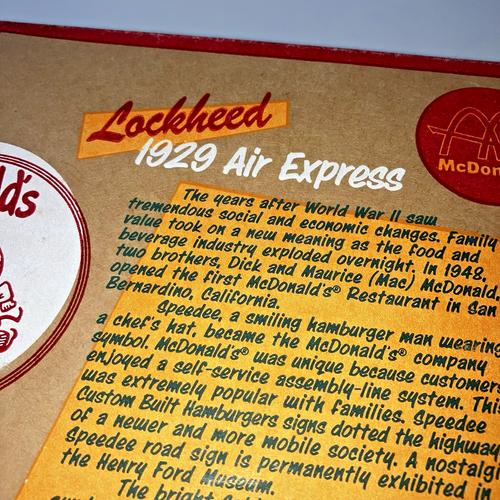 Lockheed
1929 Air Express
McDon
ld's
The years after World War II saw
tremendous social and economic changes. Family
value took on a new meaning as the food and
beverage industry exploded overnight. In 1948,
two brothers, Dick and Maurice (Mac) McDonald,
opened the first McDonald's® Restaurant in San
Bernardino, California.
Speedee, a smiling hamburger man wearing
a chef's hat, became the McDonald's® company
symbol. McDonald's® was unique because customers
enjoyed a self-service assembly-line system. This
was extremely popular with families. Speedee
Custom Built Hamburgers signs dotted the highway
of a newer and more mobile society. A nostalgi
Speedee road sign is permanently exhibited in
the Henry Ford Museum.
The bright